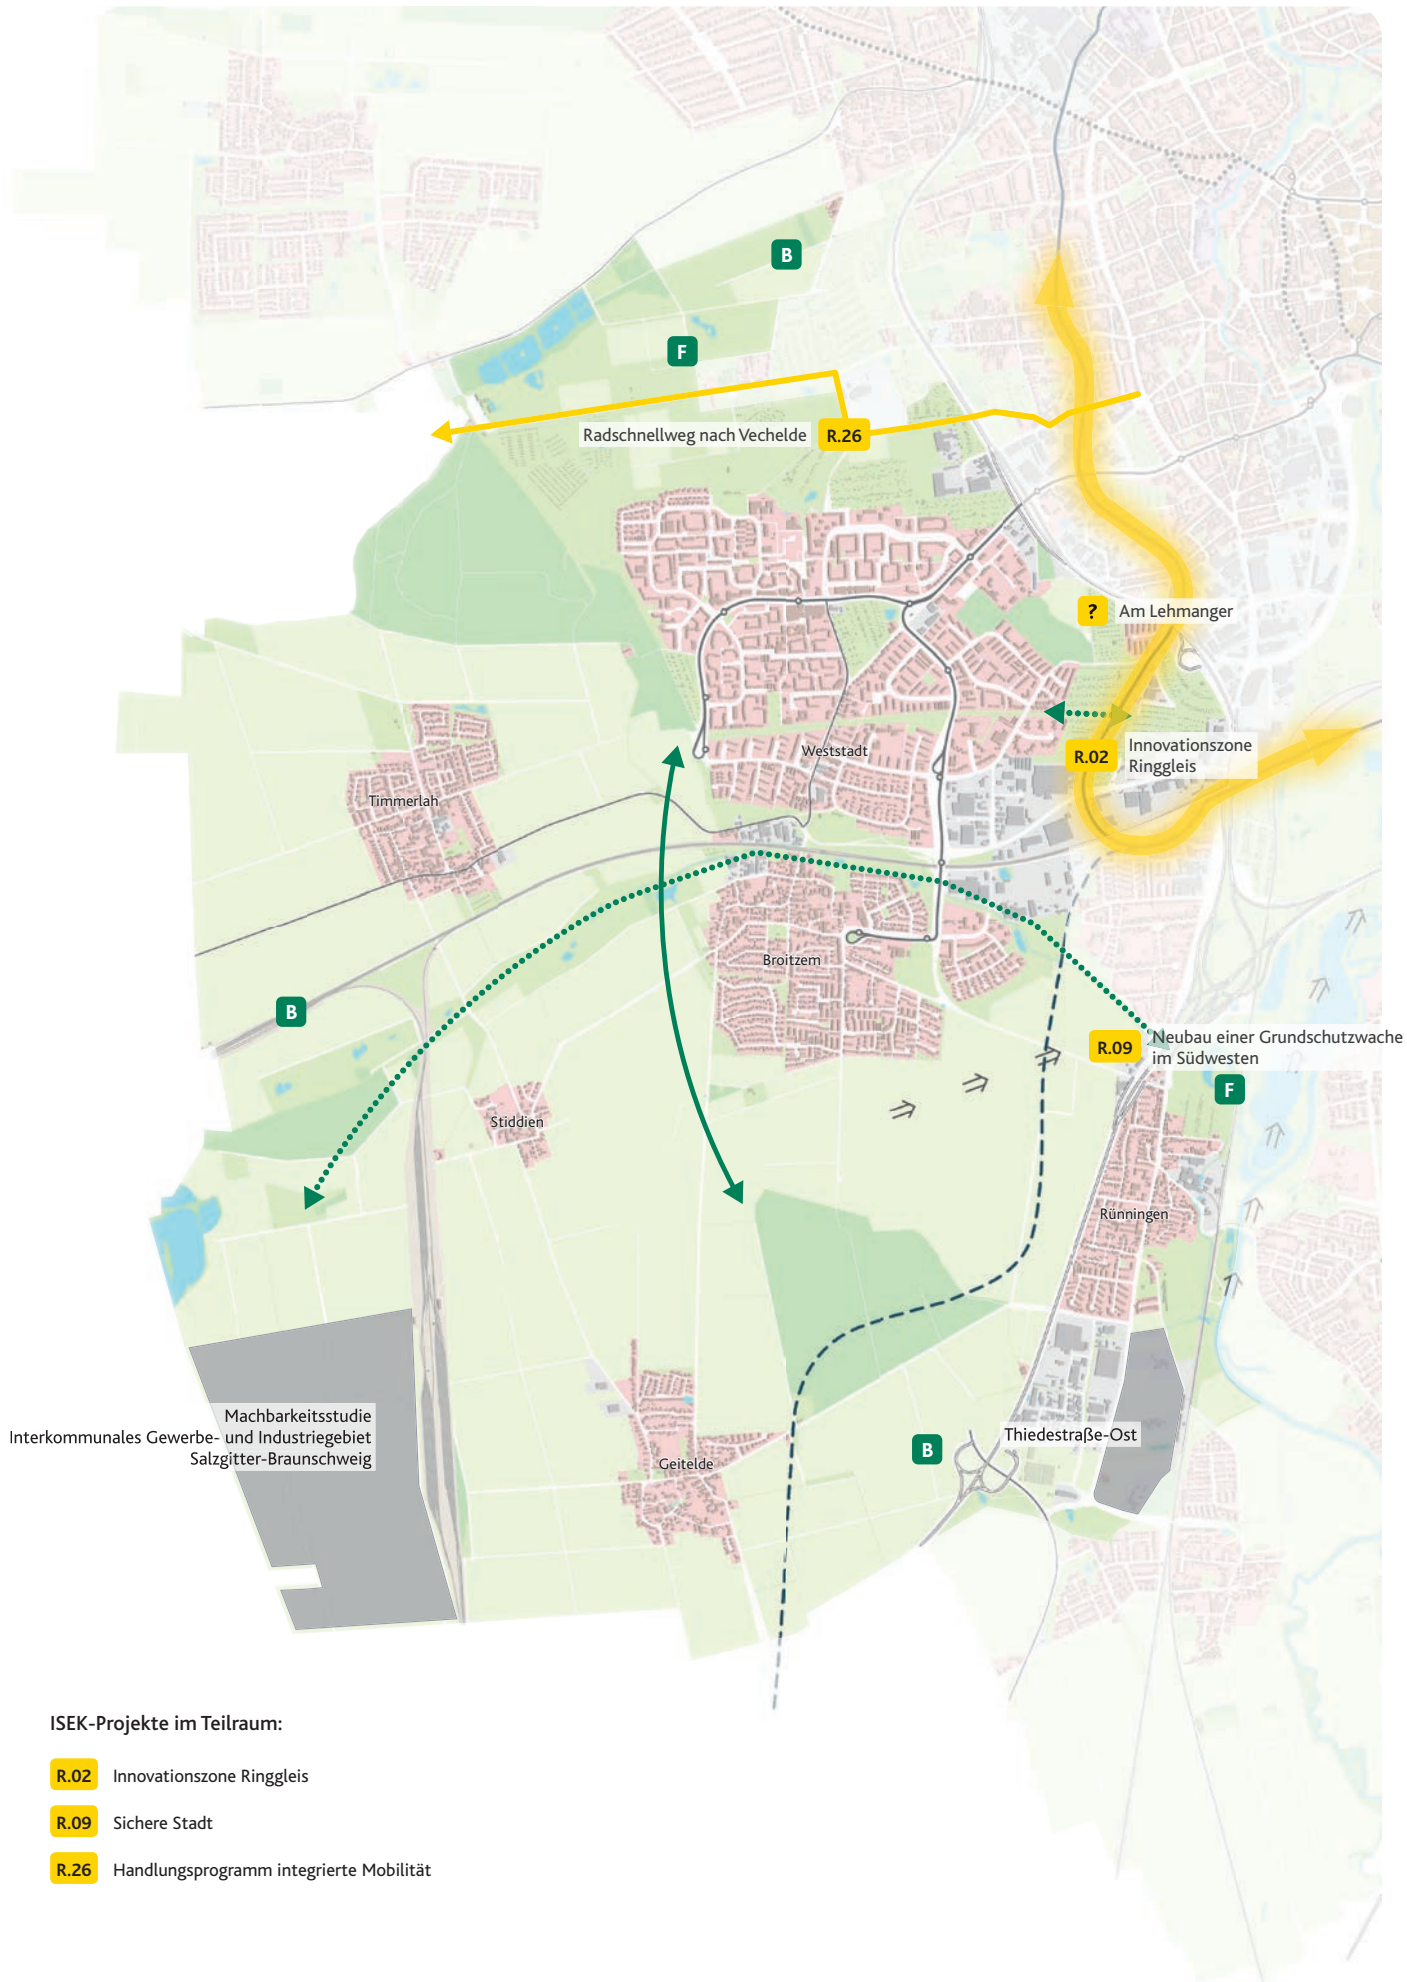 B
F
Radschnellweg nach Vechelde
R.26
?
Am Lehmanger
R.02
Innovationszone
Ringgleis
Weststadt
Timmerlah
Broitzem
B
R.09
Neubau einer Grundschutzwache
im Südwesten
F
Stiddien
Rünningen
Machbarkeitsstudie
Interkommunales Gewerbe- und Industriegebiet
Salzgitter-Braunschweig
Thiedestraße-Ost
B
Geitelde
ISEK-Projekte im Teilraum:
R.02 Innovationszone Ringgleis
R.09 Sichere Stadt
R.26 Handlungsprogramm integrierte Mobilität